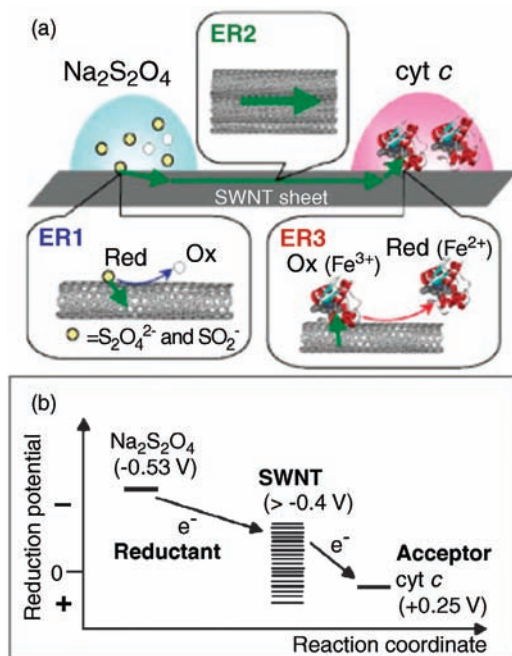 (a)
ER2
Na₂S₂O₄
cyt c
SWNT sheet
ER1
Red
Ox
=S₂O₄²⁻ and SO₂⁻
ER3
Ox (Fe³⁺)
Red (Fe²⁺)
(b)
Reduction potential
−
0
+
Na₂S₂O₄
(-0.53 V)
e⁻
Reductant
SWNT
(> -0.4 V)
e⁻
Acceptor
cyt c
(+0.25 V)
Reaction coordinate